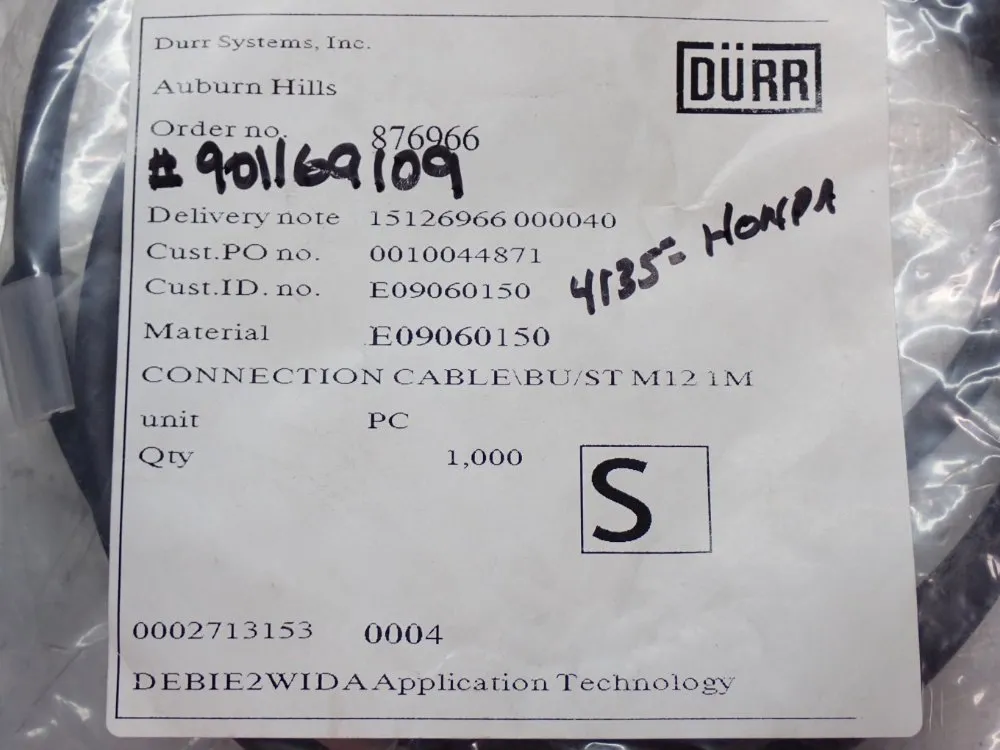 Durr Systems, Inc.
DÜRR
Auburn Hills
Order no. 876966
# 901169109
Delivery note 15126966 000040
Cust.PO no. 0010044871
Cust.ID. no. E09060150
4135= HONPA
Material E09060150
CONNECTION CABLE\BU/ST M12 1M
unit PC
Qty 1,000
S
0002713153 0004
DEBIE2WIDA Application Technology